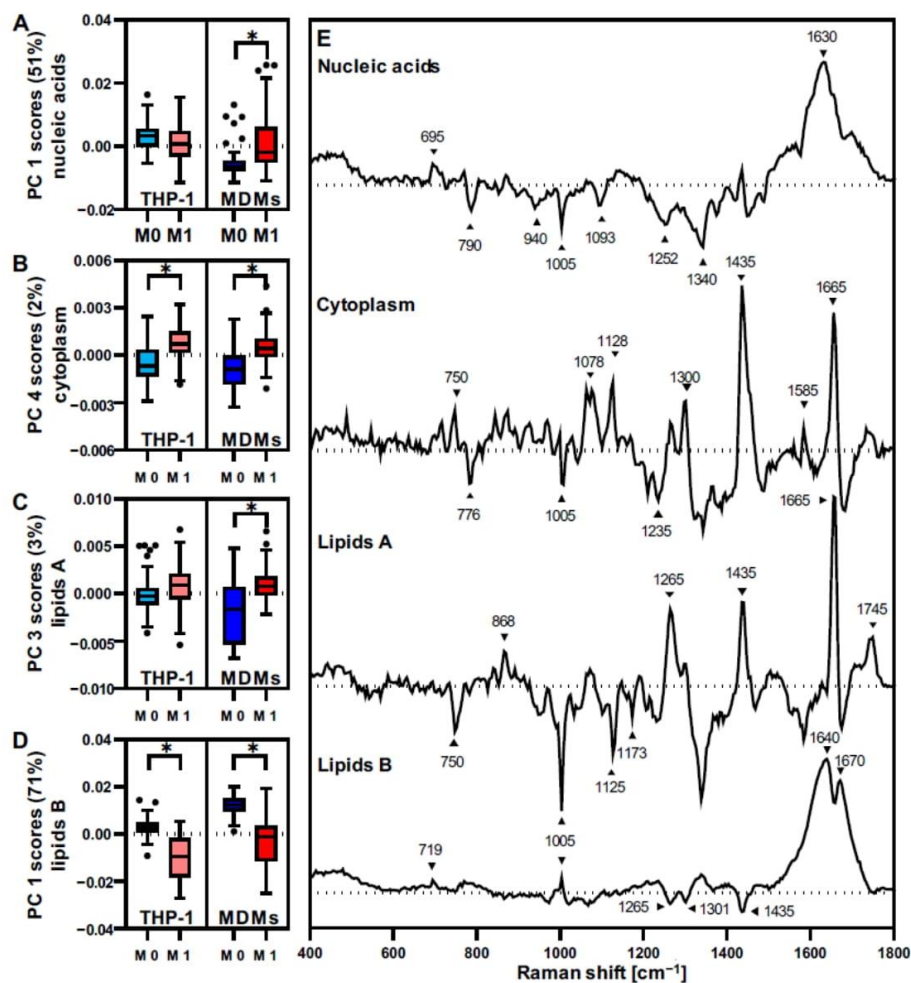 A
PC 1 scores (51%)
nucleic acids
0.04
0.02
0.00
−0.02
*
THP-1
MDMs
M0 M1 M0 M1
B
PC 4 scores (2%)
cytoplasm
0.006
0.003
0.000
−0.003
−0.006
* *
THP-1
MDMs
M 0 M 1 M 0 M 1
C
PC 3 scores (3%)
lipids A
0.010
0.005
0.000
−0.005
−0.010
*
THP-1
MDMs
M 0 M 1 M 0 M 1
D
PC 1 scores (71%)
lipids B
0.04
0.02
0.00
−0.02
−0.04
* *
THP-1
MDMs
M 0 M 1 M 0 M 1
E
Nucleic acids
1630
695
790 940 1005 1093 1252 1340
Cytoplasm
750 1078 1128 1300 1435 1585 1665
776 1005 1235
Lipids A
868 1265 1435 1665 1745
750 1005 1125 1173
Lipids B
719 1640 1670
1265 1301 1435
400 600 800 1000 1200 1400 1600 1800
Raman shift [cm⁻¹]